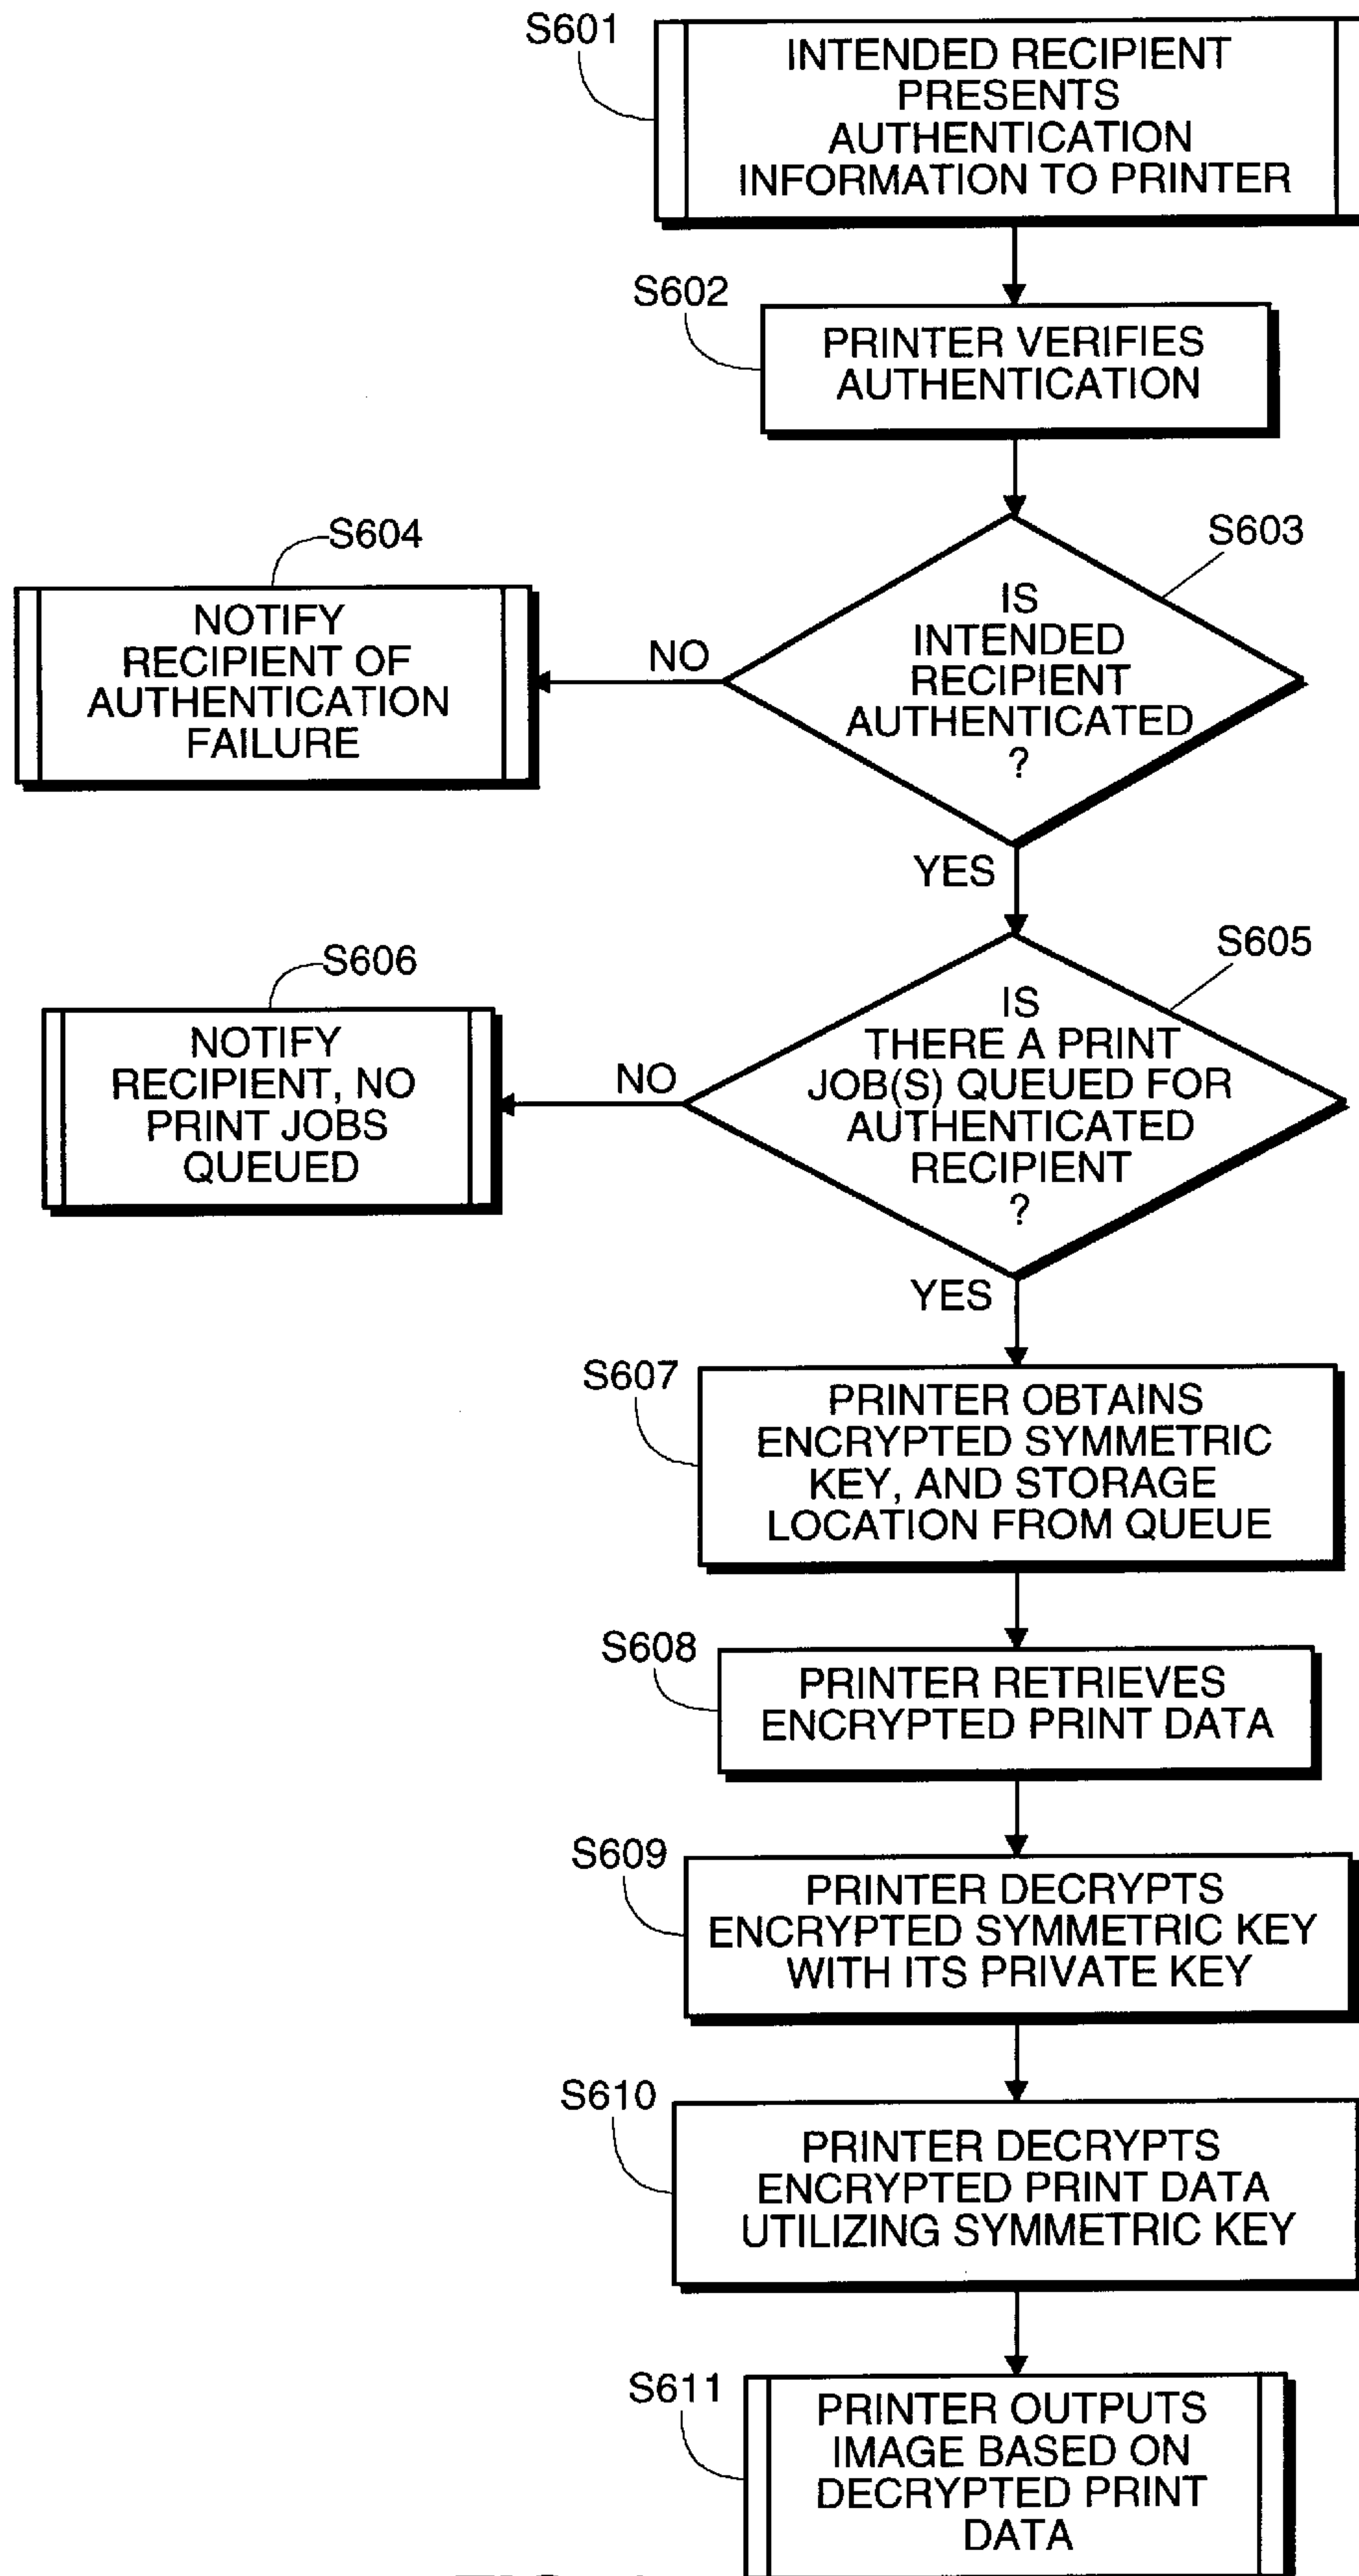 S601
INTENDED RECIPIENT
PRESENTS
AUTHENTICATION
INFORMATION TO PRINTER
S602
PRINTER VERIFIES
AUTHENTICATION
S603
IS
INTENDED
RECIPIENT
AUTHENTICATED
?
NO
S604
NOTIFY
RECIPIENT OF
AUTHENTICATION
FAILURE
YES
S605
IS
THERE A PRINT
JOB(S) QUEUED FOR
AUTHENTICATED
RECIPIENT
?
NO
S606
NOTIFY
RECIPIENT, NO
PRINT JOBS
QUEUED
YES
S607
PRINTER OBTAINS
ENCRYPTED SYMMETRIC
KEY, AND STORAGE
LOCATION FROM QUEUE
S608
PRINTER RETRIEVES
ENCRYPTED PRINT DATA
S609
PRINTER DECRYPTS
ENCRYPTED SYMMETRIC KEY
WITH ITS PRIVATE KEY
S610
PRINTER DECRYPTS
ENCRYPTED PRINT DATA
UTILIZING SYMMETRIC KEY
S611
PRINTER OUTPUTS
IMAGE BASED ON
DECRYPTED PRINT
DATA